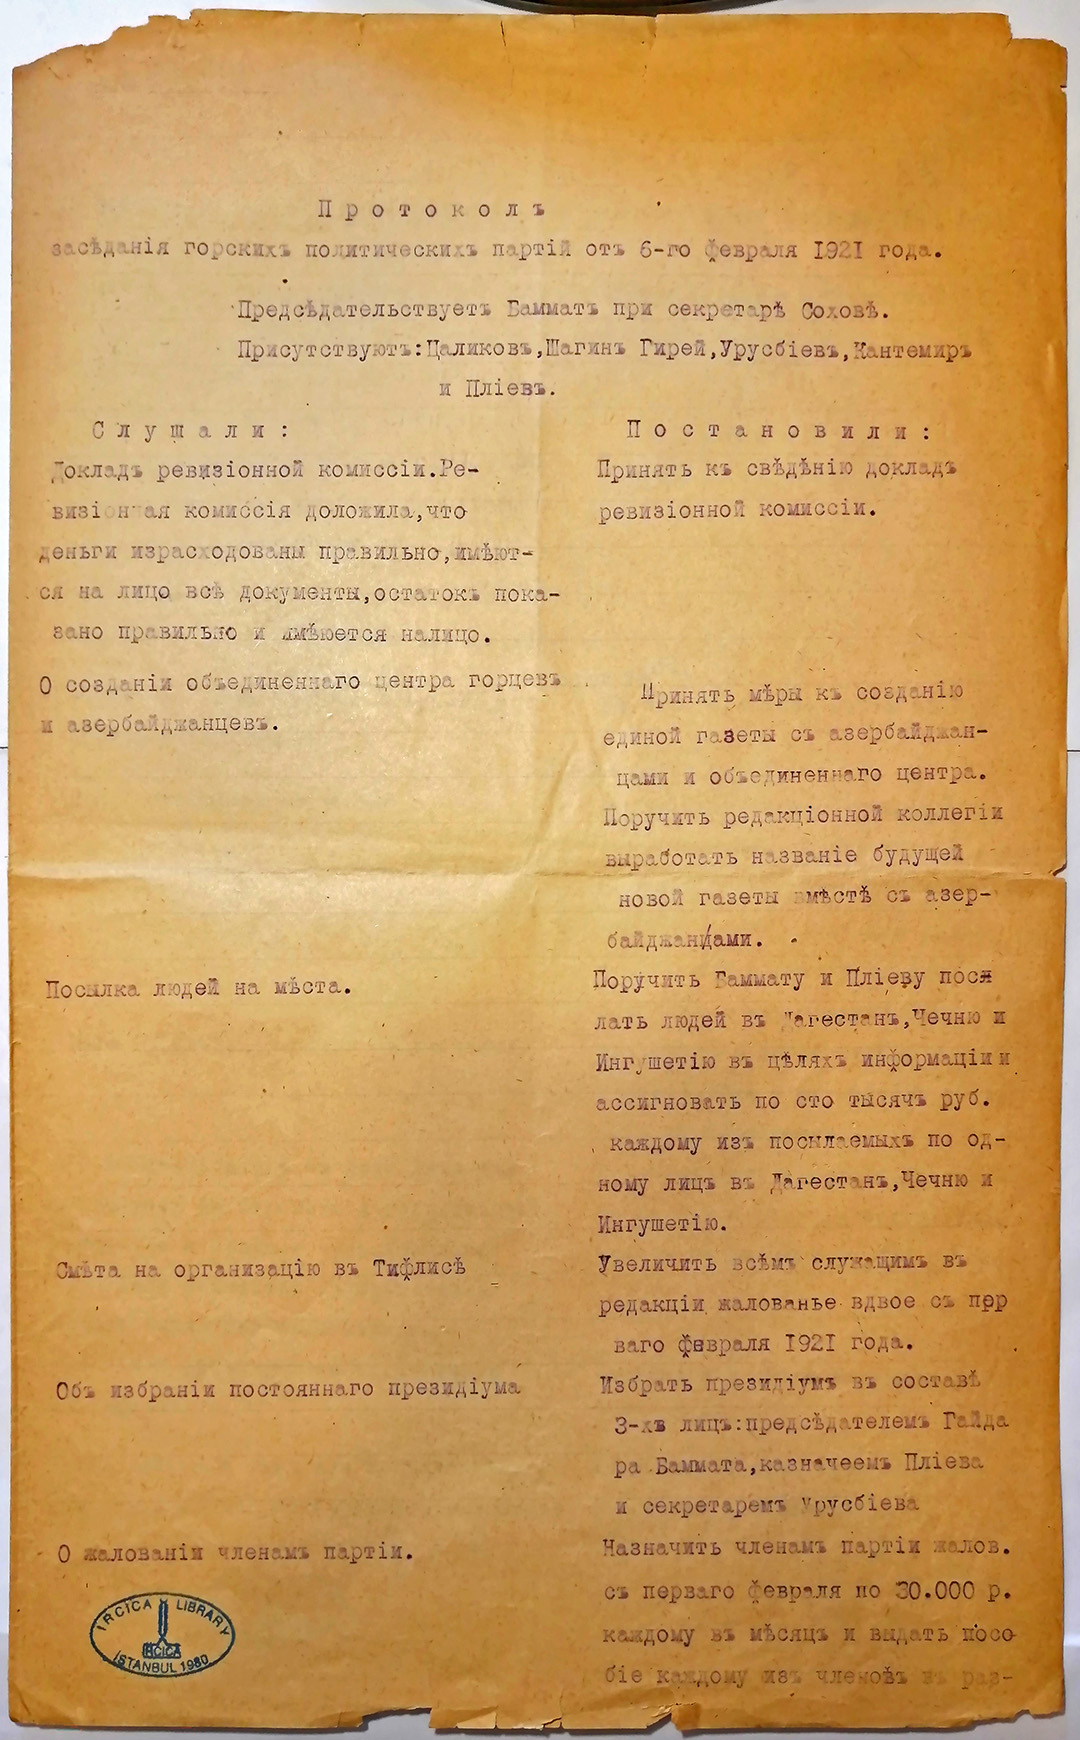 П р о т о к о л ъ
засѣданія горскихъ политическихъ партій отъ 6-го февраля 1921 года.
Предсѣдательствуетъ Бамматъ при секретарѣ Соховѣ.
Присутствуютъ:Цаликовъ,Шагинъ Гирей,Урусбіевъ,Кантемиръ
и Пліевъ.
С л у ш а л и :
Докладъ ревизіонной комиссіи.Ре-
визіонная комиссія доложила,что
деньги израсходованы правильно,имѣют-
ся на лицо всѣ документы,остатокъ пока-
зано правильно и имѣюется налицо.
П о с т а н о в и л и :
Принять къ свѣдѣнію докладъ
ревизіонной комиссіи.
О созданіи объединеннаго центра горцевъ
и азербайджанцевъ.
Принять мѣры къ созданію
единой газеты съ азербайджан-
цами и объединеннаго центра.
Поручить редакціонной коллегіи
выработать названіе будущей
новой газеты вмѣстѣ съ азер-
байджанцами.
Посылка людей на мѣста.
Поручить Баммату и Пліеву пося
лать людей въ Дагестанъ,Чечню и
Ингушетію въ цѣляхъ информаціи и
ассигновать по сто тысячъ руб.
каждому изъ посылаемыхъ по од-
ному лицъ въ Дагестанъ,Чечню и
Ингушетію.
Смѣта на организацію въ Тифлисѣ
Увеличить всѣмъ служащимъ въ
редакціи жалованье вдвое съ пер
ваго февраля 1921 года.
Объ избраніи постояннаго президіума
Избрать президіумъ въ составѣ
3-хъ лицъ:предсѣдателемъ Гайда
ра Баммата,казначеемъ Пліева
и секретаремъ Урусбіева
О жалованіи членамъ партіи.
Назначить членамъ партіи жалов.
съ перваго февраля по 30.000 р.
каждому въ мѣсяцъ и выдать посо
біе каждому изъ членовъ въ раз-
IRCICA LIBRARY
IRCICA
İSTANBUL 1980